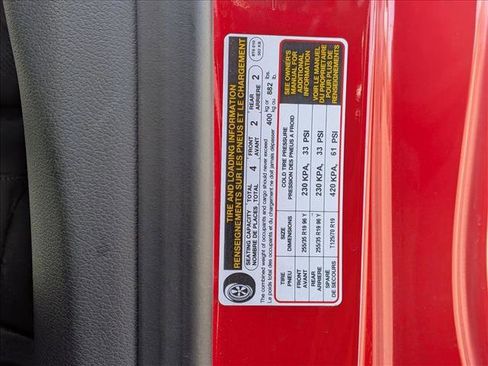 TIRE AND LOADING INFORMATION
RENSEIGNEMENTS SUR LES PNEUS ET LE CHARGEMENT
SEATING CAPACITY TOTAL 4 FRONT 2 REAR 2
NOMBRE DE PLACES TOTAL AVANT ARRIÈRE
The combined weight of occupants and cargo should never exceed 400 kg or 882 lbs.
Le poids total des occupants et du chargement ne doit jamais dépasser kg ou lb.
TIRE SIZE COLD TIRE PRESSURE
PNEU DIMENSIONS PRESSION DES PNEUS A FROID
FRONT AVANT 255/35 R19 96 Y 230 KPA, 33 PSI
REAR ARRIERE 255/35 R19 96 Y 230 KPA, 33 PSI
SPARE DE SECOURS T125/70 R19 420 KPA, 61 PSI
SEE OWNER'S
MANUAL FOR
ADDITIONAL
INFORMATION
VOIR LE MANUEL
DU PROPRIÉTAIRE
POUR PLUS DE
RENSEIGNEMENTS